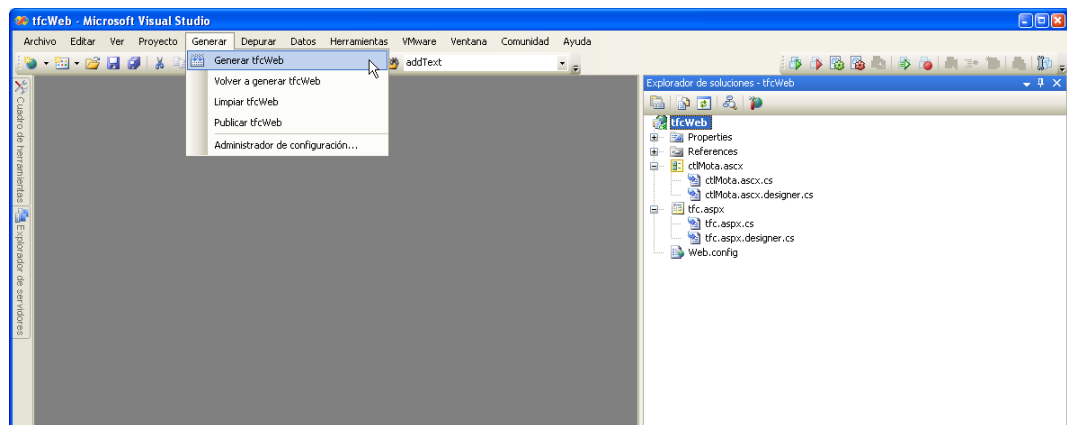 tfcWeb - Microsoft Visual Studio
Archivo Editar Ver Proyecto Generar Depurar Datos Herramientas VMware Ventana Comunidad Ayuda
Generar tfcWeb
addText
Volver a generar tfcWeb
Limpiar tfcWeb
Publicar tfcWeb
Administrador de configuración...
Cuadro de herramientas
Explorador de servidores
Explorador de soluciones - tfcWeb
tfcWeb
Properties
References
ctlMota.ascx
ctlMota.ascx.cs
ctlMota.ascx.designer.cs
tfc.aspx
tfc.aspx.cs
tfc.aspx.designer.cs
Web.config